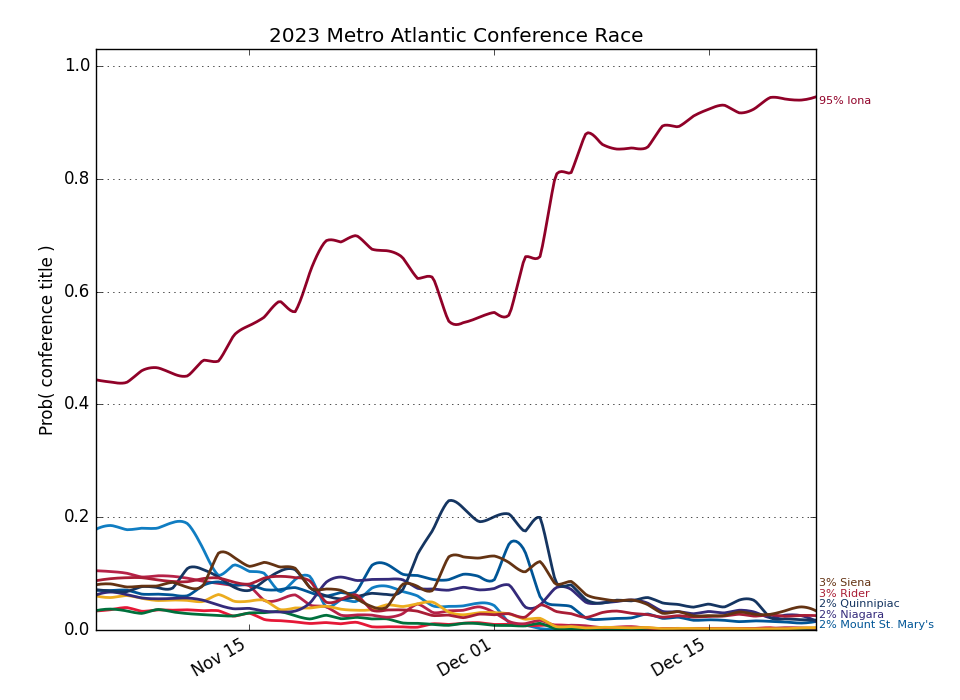 2023 Metro Atlantic Conference Race
Prob( conference title )
1.0
0.8
0.6
0.4
0.2
0.0
Nov 15
Dec 01
Dec 15
95% Iona
3% Siena
3% Rider
2% Quinnipiac
2% Niagara
2% Mount St. Mary's